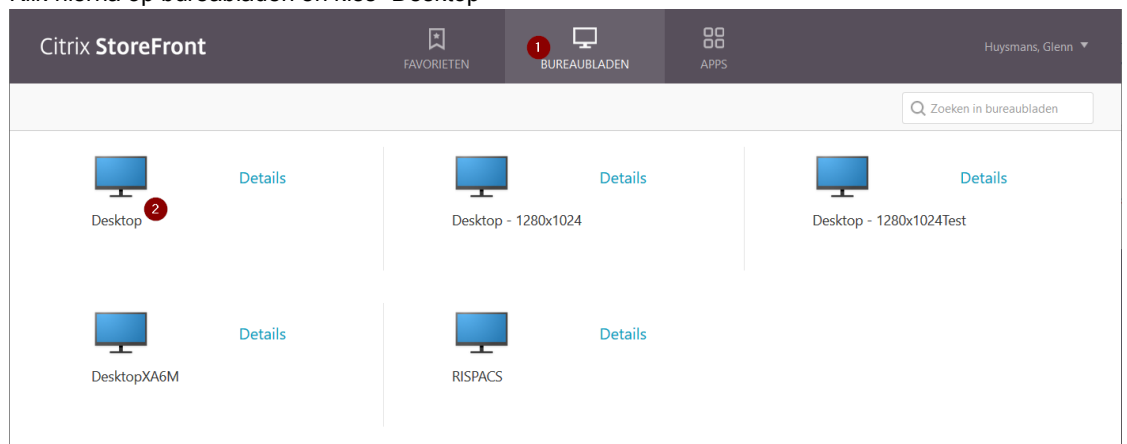 Citrix StoreFront
FAVORIETEN
1
BUREAUBLADEN
APPS
Huysmans, Glenn
Zoeken in bureaubladen
Details
Desktop
2
Details
Desktop - 1280x1024
Details
Desktop - 1280x1024Test
Details
DesktopXA6M
Details
RISPACS